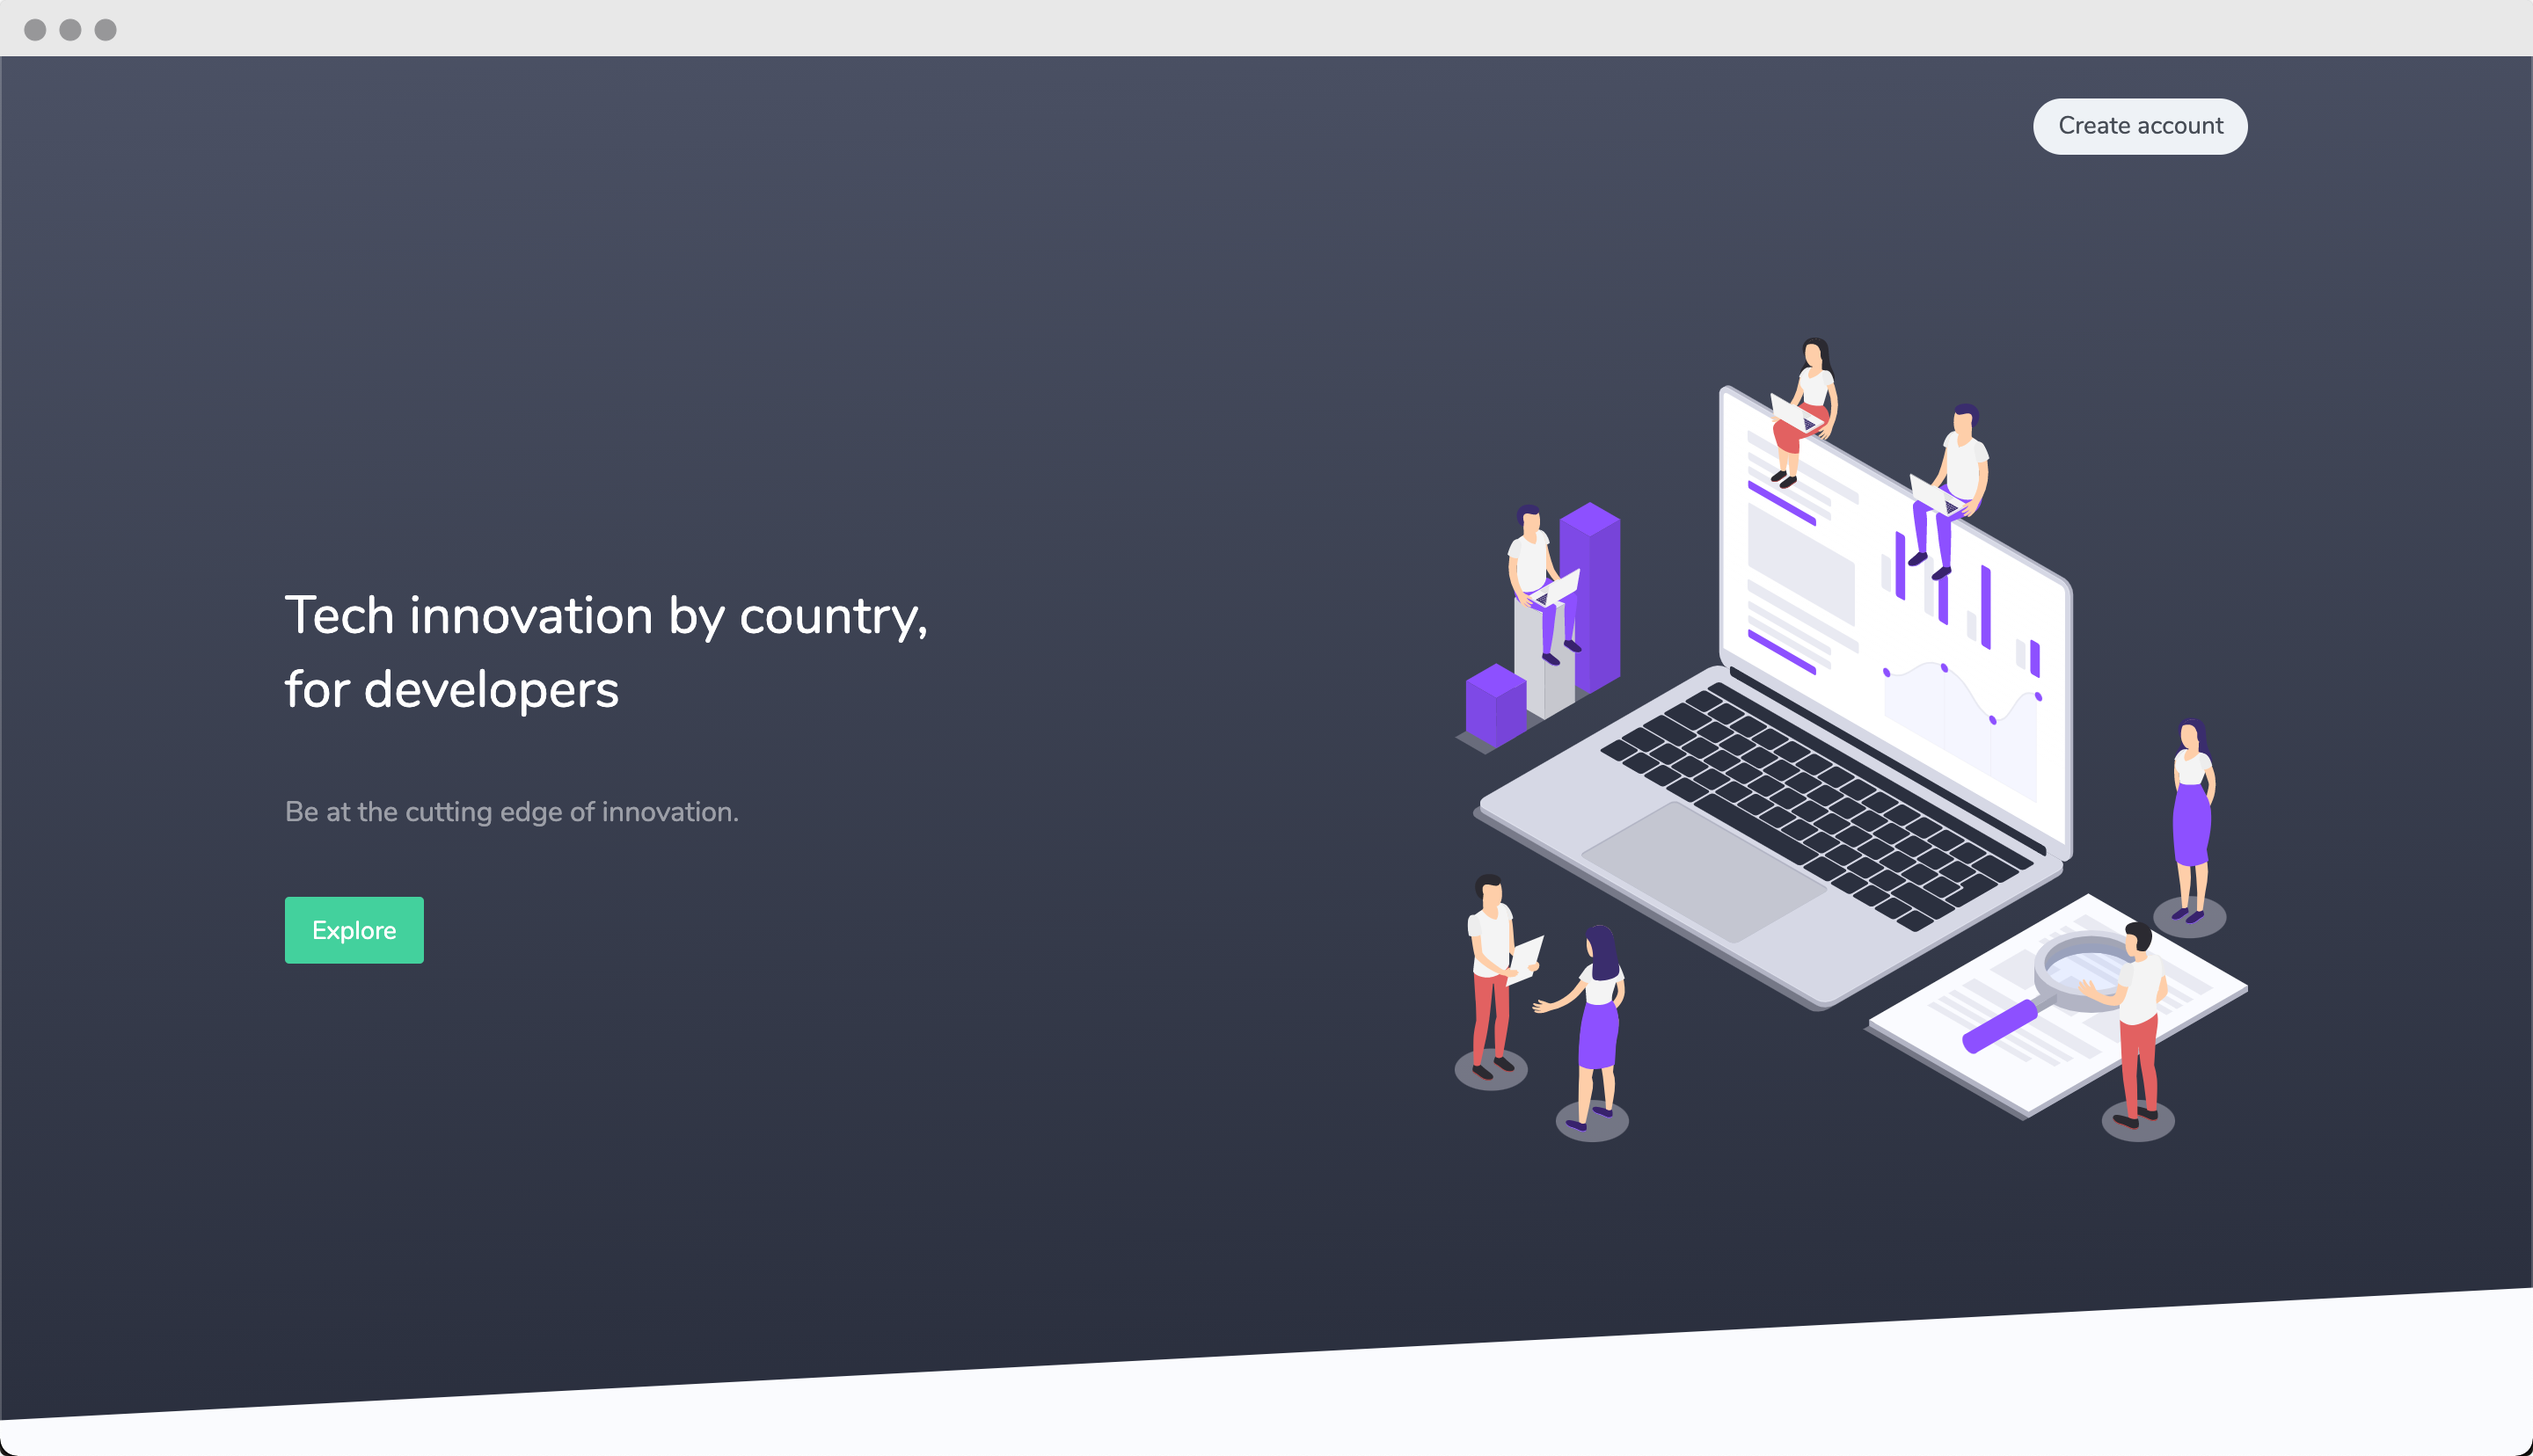 Create account
Tech innovation by country,
for developers
Be at the cutting edge of innovation.
Explore